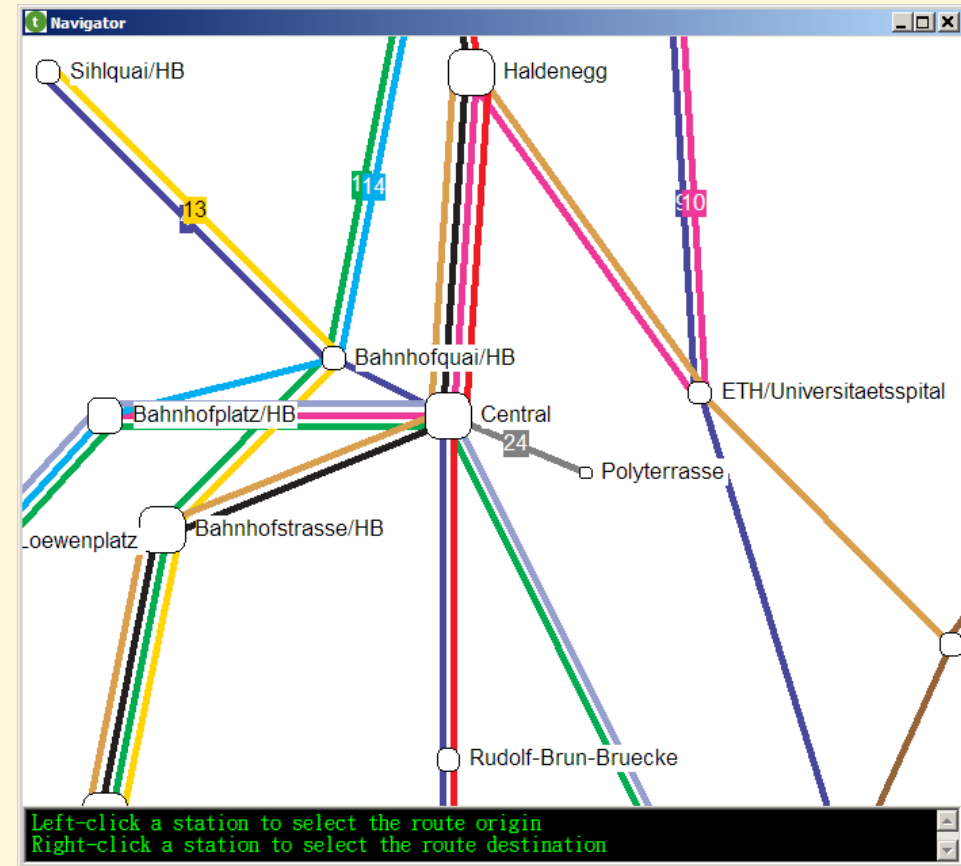 t Navigator
Sihlquai/HB
Haldenegg
14
13
10
Bahnhofquai/HB
ETH/Universitaetsspital
Bahnhofplatz/HB
Central
24
Polyterrasse
Bahnhofstrasse/HB
Loewenplatz
Rudolf-Brun-Bruecke
Left-click a station to select the route origin
Right-click a station to select the route destination